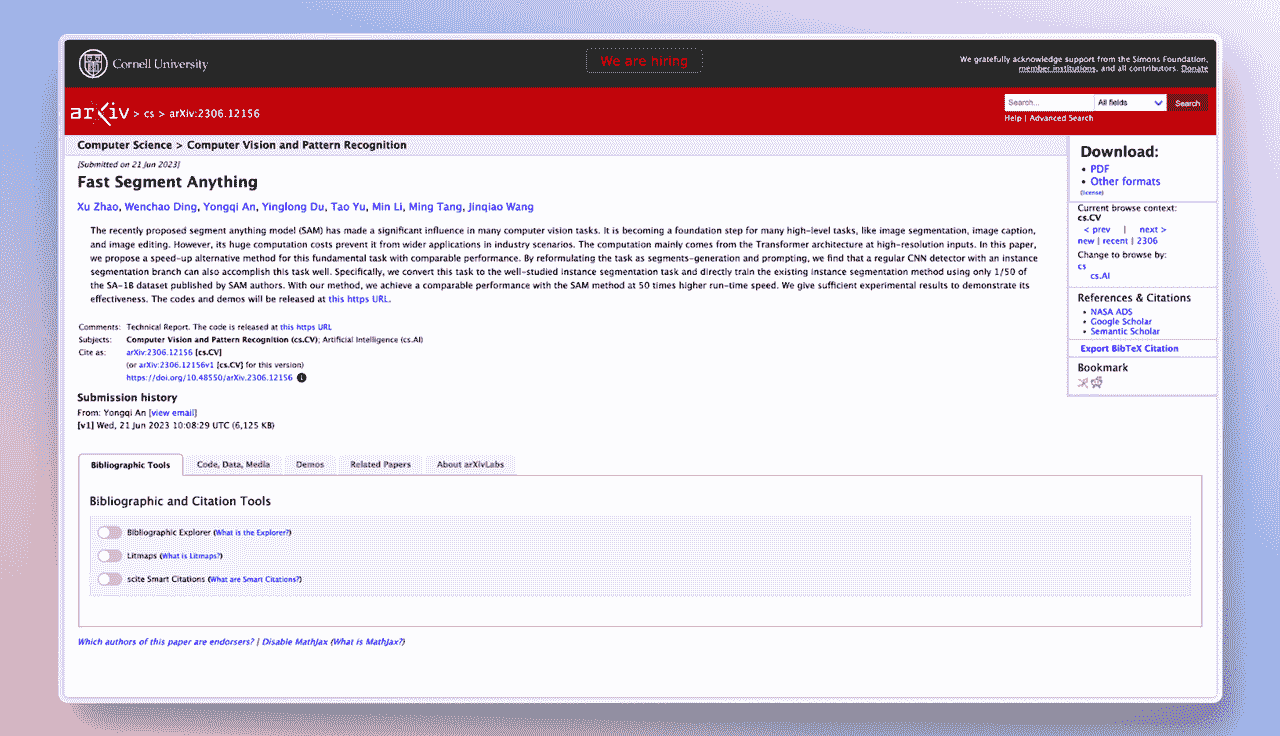 Cornell University
We are hiring
We gratefully acknowledge support from the Simons Foundation,
member institutions, and all contributors. Donate
arXiv > cs > arXiv:2306.12156
Search... All fields Search
Help | Advanced Search
Computer Science > Computer Vision and Pattern Recognition
[Submitted on 21 Jun 2023]
Fast Segment Anything
Xu Zhao, Wenchao Ding, Yongqi An, Yinglong Du, Tao Yu, Min Li, Ming Tang, Jinqiao Wang
The recently proposed segment anything model (SAM) has made a significant influence in many computer vision tasks. It is becoming a foundation step for many high-level tasks, like image segmentation, image caption,
and image editing. However, its huge computation costs prevent it from wider applications in industry scenarios. The computation mainly comes from the Transformer architecture at high-resolution inputs. In this paper,
we propose a speed-up alternative method for this fundamental task with comparable performance. By reformulating the task as segments-generation and prompting, we find that a regular CNN detector with an instance
segmentation branch can also accomplish this task well. Specifically, we convert this task to the well-studied instance segmentation task and directly train the existing instance segmentation method using only 1/50 of
the SA-1B dataset published by SAM authors. With our method, we achieve a comparable performance with the SAM method at 50 times higher run-time speed. We give sufficient experimental results to demonstrate its
effectiveness. The codes and demos will be released at this https URL.
Comments: Technical Report. The code is released at this https URL
Subjects: Computer Vision and Pattern Recognition (cs.CV); Artificial Intelligence (cs.AI)
Cite as: arXiv:2306.12156 [cs.CV]
(or arXiv:2306.12156v1 [cs.CV] for this version)
https://doi.org/10.48550/arXiv.2306.12156
Submission history
From: Yongqi An [view email]
[v1] Wed, 21 Jun 2023 10:08:29 UTC (6,125 KB)
Download:
• PDF
• Other formats
(license)
Current browse context:
cs.CV
< prev | next >
new | recent | 2306
Change to browse by:
cs
cs.AI
References & Citations
• NASA ADS
• Google Scholar
• Semantic Scholar
Export BibTeX Citation
Bookmark
Bibliographic Tools Code, Data, Media Demos Related Papers About arXivLabs
Bibliographic and Citation Tools
Bibliographic Explorer (What is the Explorer?)
Litmaps (What is Litmaps?)
scite Smart Citations (What are Smart Citations?)
Which authors of this paper are endorsers? | Disable MathJax (What is MathJax?)